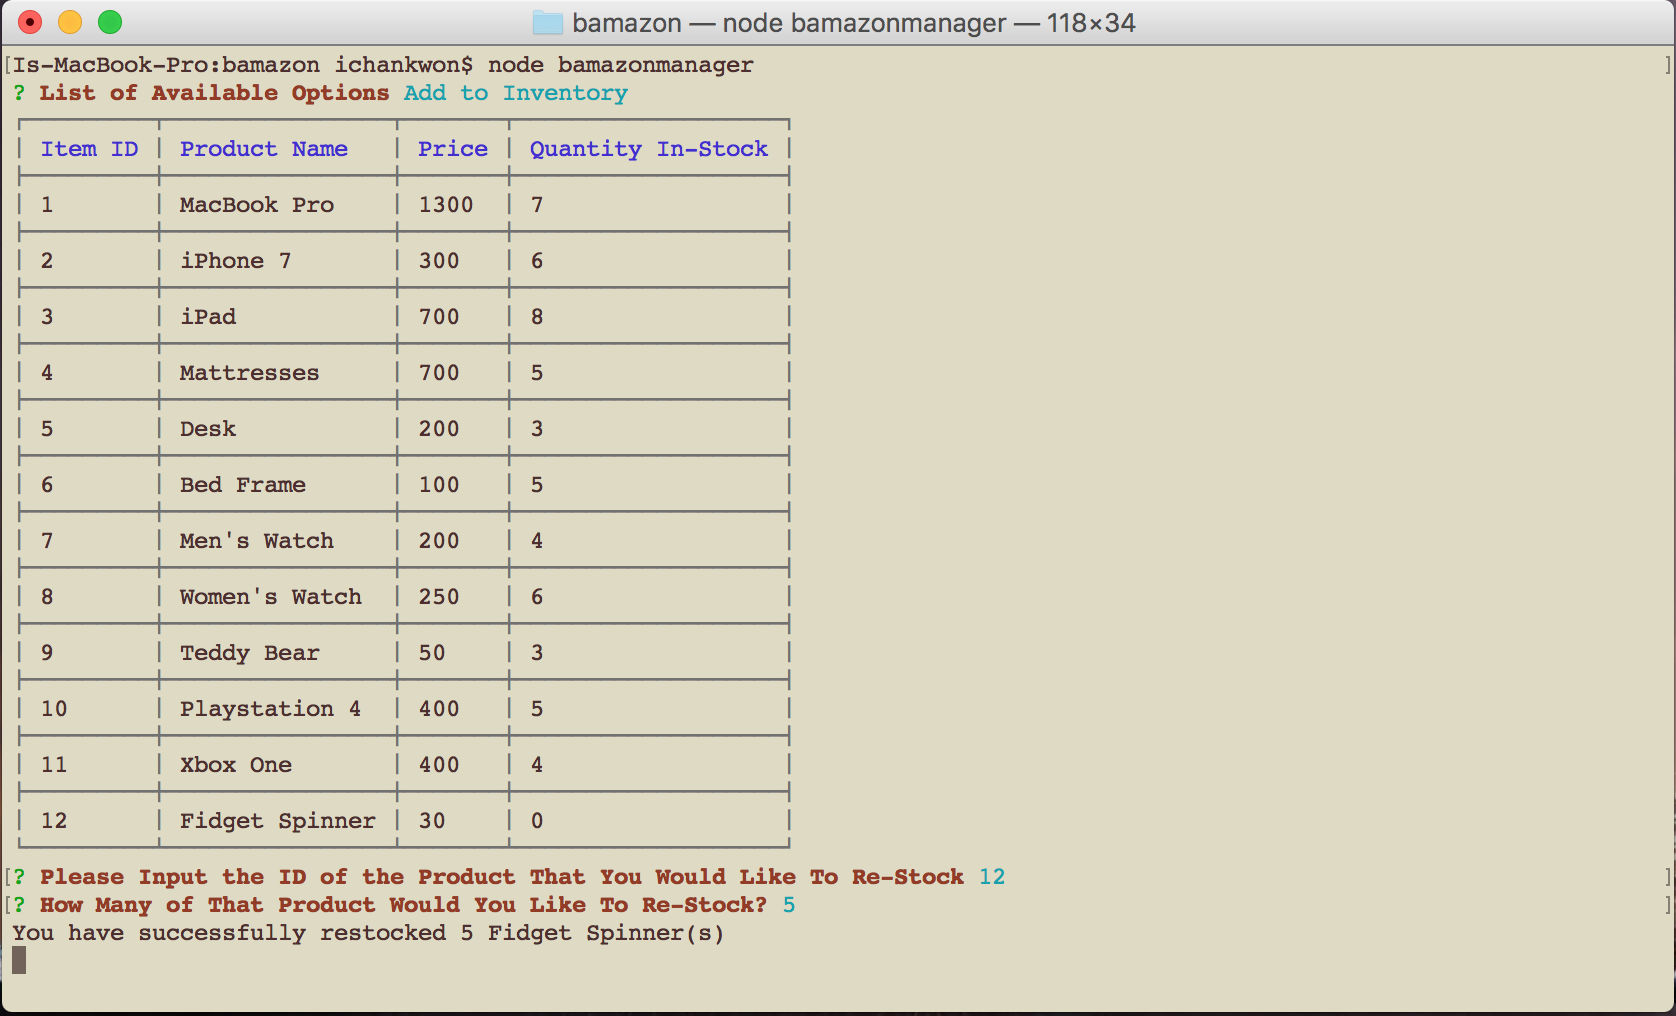 bamazon — node bamazonmanager — 118×34
[Is-MacBook-Pro:bamazon ichankwon$ node bamazonmanager ]
? List of Available Options Add to Inventory
Item ID | Product Name | Price | Quantity In-Stock
1 | MacBook Pro | 1300 | 7
2 | iPhone 7 | 300 | 6
3 | iPad | 700 | 8
4 | Mattresses | 700 | 5
5 | Desk | 200 | 3
6 | Bed Frame | 100 | 5
7 | Men's Watch | 200 | 4
8 | Women's Watch | 250 | 6
9 | Teddy Bear | 50 | 3
10 | Playstation 4 | 400 | 5
11 | Xbox One | 400 | 4
12 | Fidget Spinner | 30 | 0
[? Please Input the ID of the Product That You Would Like To Re-Stock 12 ]
[? How Many of That Product Would You Like To Re-Stock? 5 ]
You have successfully restocked 5 Fidget Spinner(s)